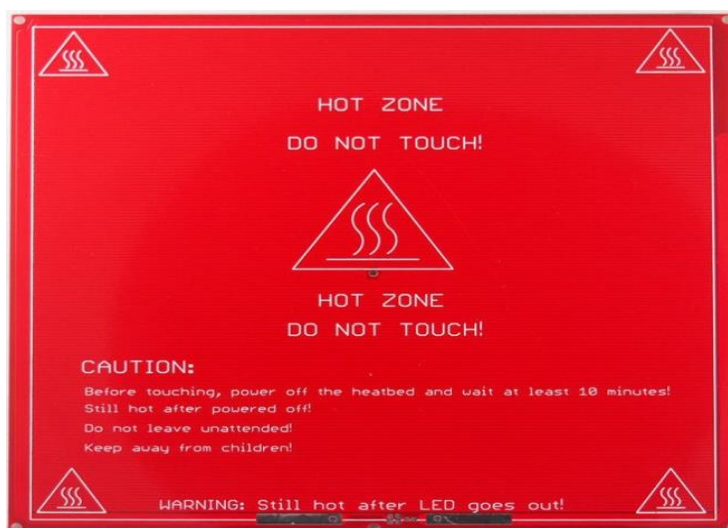 HOT ZONE
DO NOT TOUCH!
HOT ZONE
DO NOT TOUCH!
CAUTION:
Before touching, power off the heatbed and wait at least 10 minutes!
Still hot after powered off!
Do not leave unattended!
Keep away from children!
WARNING: Still hot after LED goes out!